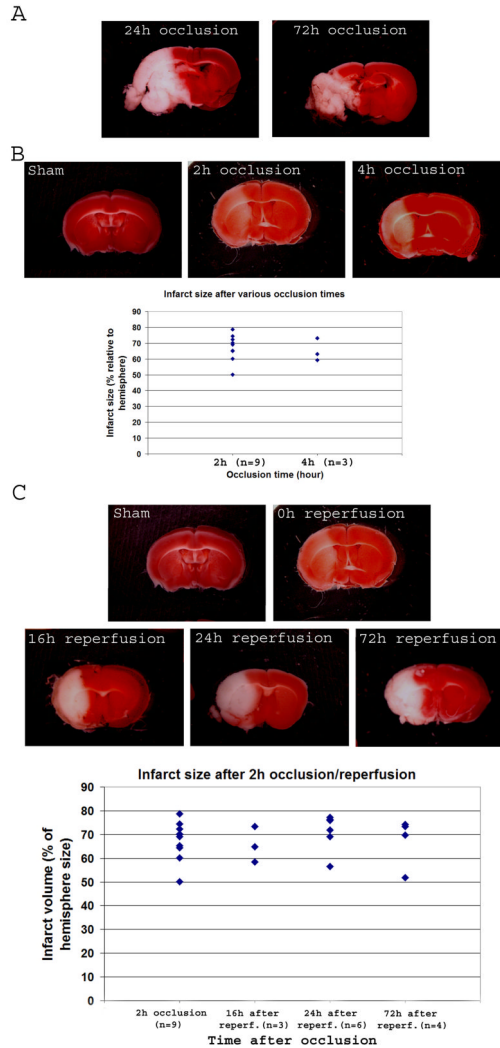 A
24h occlusion
72h occlusion
B
Sham
2h occlusion
4h occlusion
Infarct size after various occlusion times
Infarct size (% relative to
hemisphere)
90
80
70
60
50
40
30
20
10
0
2h (n=9)
4h (n=3)
Occlusion time (hour)
C
Sham
0h reperfusion
16h reperfusion
24h reperfusion
72h reperfusion
Infarct size after 2h occlusion/reperfusion
Infarct volume (% of
hemisphere size)
90
80
70
60
50
40
30
20
10
0
2h occlusion
(n=9)
16h after
reperf.(n=3)
24h after
reperf.(n=6)
72h after
reperf.(n=4)
Time after occlusion